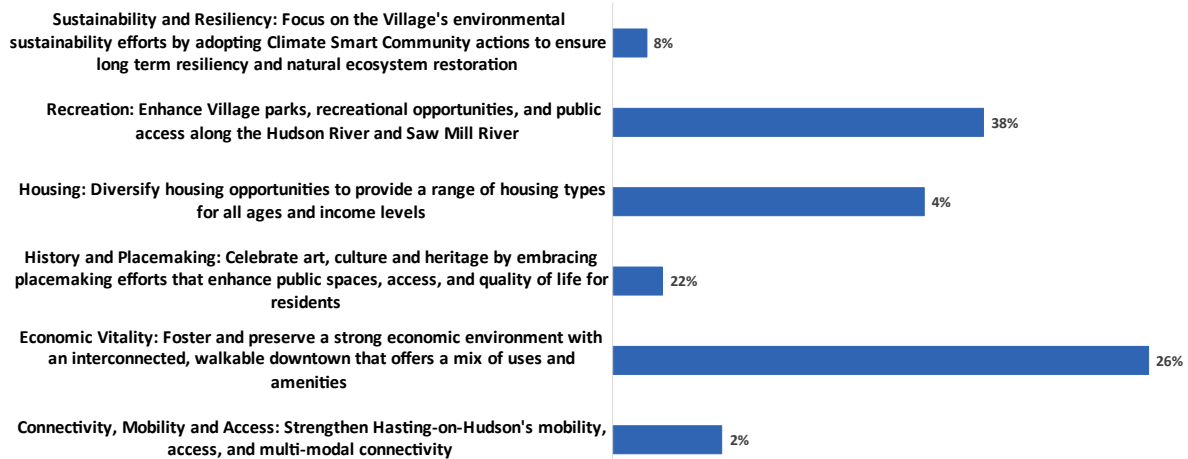 Sustainability and Resiliency: Focus on the Village's environmental
sustainability efforts by adopting Climate Smart Community actions to ensure
long term resiliency and natural ecosystem restoration
8%
Recreation: Enhance Village parks, recreational opportunities, and public
access along the Hudson River and Saw Mill River
38%
Housing: Diversify housing opportunities to provide a range of housing types
for all ages and income levels
4%
History and Placemaking: Celebrate art, culture and heritage by embracing
placemaking efforts that enhance public spaces, access, and quality of life for
residents
22%
Economic Vitality: Foster and preserve a strong economic environment with
an interconnected, walkable downtown that offers a mix of uses and
amenities
26%
Connectivity, Mobility and Access: Strengthen Hasting-on-Hudson's mobility,
access, and multi-modal connectivity
2%